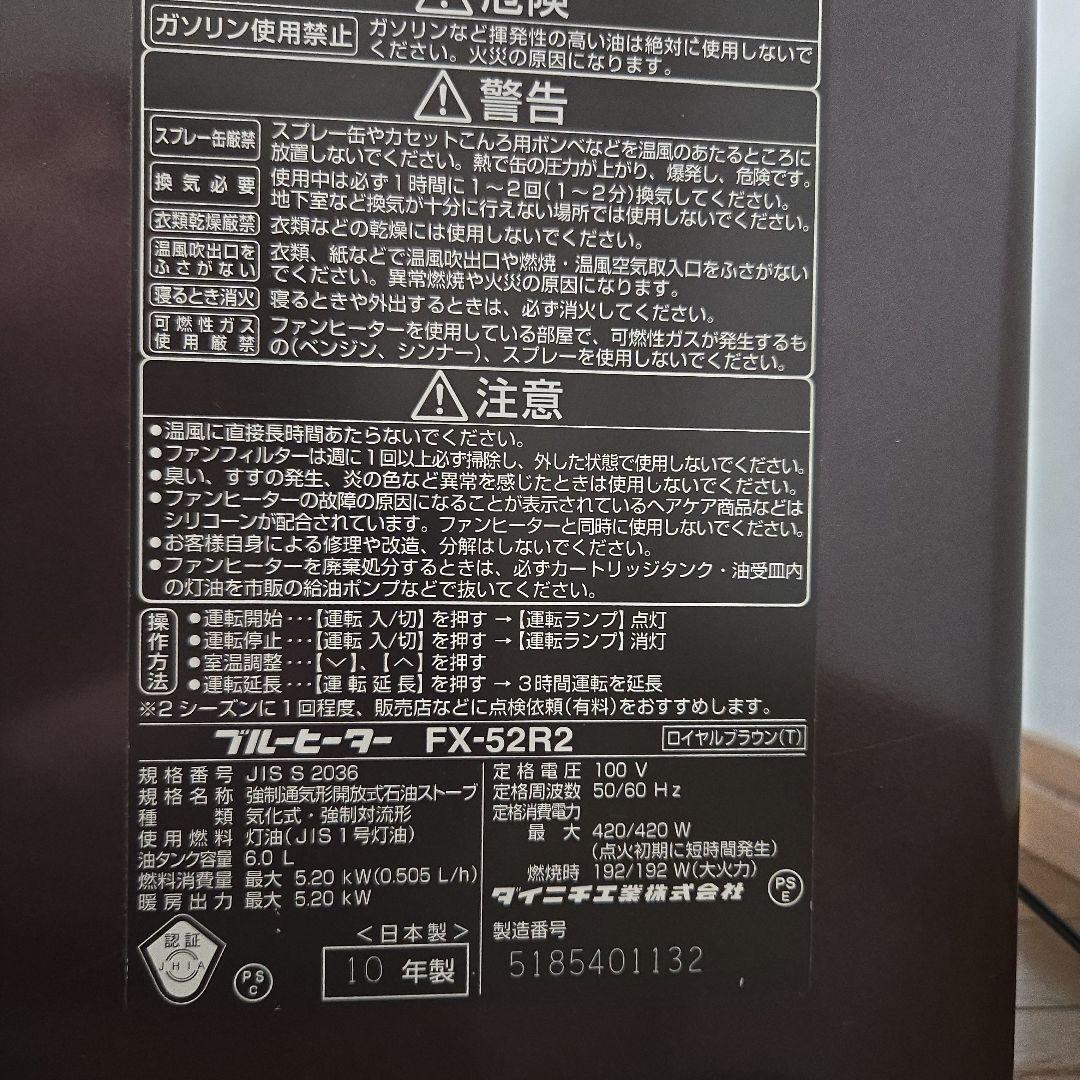 危険
ガソリン使用禁止
ガソリンなど揮発性の高い油は絶対に使用しないで
ください。火災の原因になります。
警告
スプレー缶厳禁
スプレー缶やカセットこんろ用ボンベなどを温風のあたるところに
放置しないでください。熱で缶の圧力が上がり、爆発し、危険です。
換気必要
使用中は必ず1時間に1～2回(1～2分)換気してください。
地下室など換気が十分に行えない場所では使用しないでください。
衣類乾燥厳禁
衣類などの乾燥には使用しないでください。
温風吹出口を
ふさがない
衣類、紙などで温風吹出口や燃焼・温風空気取入口をふさがない
でください。異常燃焼や火災の原因になります。
寝るとき消火
寝るときや外出するときは、必ず消火してください。
可燃性ガス
使用厳禁
ファンヒーターを使用している部屋で、可燃性ガスが発生するも
の(ベンジン、シンナー)、スプレーを使用しないでください。
注意
●温風に直接長時間あたらないでください。
●ファンフィルターは週に1回以上必ず掃除し、外した状態で使用しないでください。
●臭い、すすの発生、炎の色など異常を感じたときは使用しないでください。
●ファンヒーターの故障の原因になることが表示されているヘアケア商品などは
シリコーンが配合されています。ファンヒーターと同時に使用しないでください。
●お客様自身による修理や改造、分解はしないでください。
●ファンヒーターを廃棄処分するときは、必ずカートリッジタンク・油受皿内
の灯油を市販の給油ポンプなどで抜いてください。
操作方法
●運転開始…【運転 入/切】を押す→【運転ランプ】点灯
●運転停止…【運転 入/切】を押す→【運転ランプ】消灯
●室温調整…【﹀】、【︿】を押す
●運転延長…【運転延長】を押す→3時間運転を延長
※2シーズンに1回程度、販売店などに点検依頼(有料)をおすすめします。
ブルーヒーター FX-52R2 ロイヤルブラウン(T)
規格番号 JIS S 2036
規格名称 強制通気形開放式石油ストーブ
種類 気化式・強制対流形
使用燃料 灯油(JIS1号灯油)
油タンク容量 6.0 L
燃料消費量 最大 5.20 kW(0.505 L/h)
暖房出力 最大 5.20 kW
定格電圧 100 V
定格周波数 50/60 Hz
定格消費電力
最大 420/420 W
(点火初期に短時間発生)
燃焼時 192/192 W(大火力)
ダイニチ工業株式会社
PS
E
認証
JHIA
PS
C
<日本製>
10 年製
製造番号
5185401132